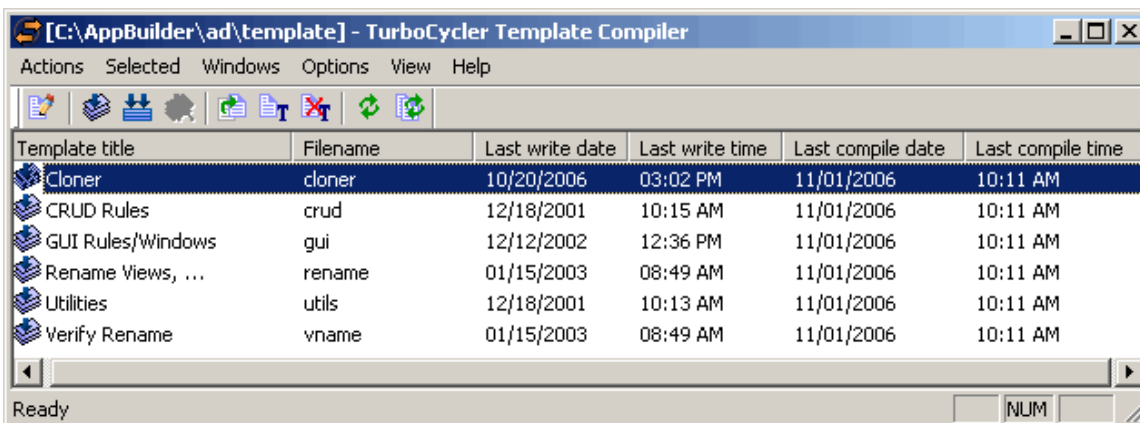 [C:\AppBuilder\ad\template] - TurboCycler Template Compiler
Actions Selected Windows Options View Help
Template title Filename Last write date Last write time Last compile date Last compile time
Cloner cloner 10/20/2006 03:02 PM 11/01/2006 10:11 AM
CRUD Rules crud 12/18/2001 10:15 AM 11/01/2006 10:11 AM
GUI Rules/Windows gui 12/12/2002 12:36 PM 11/01/2006 10:11 AM
Rename Views, ... rename 01/15/2003 08:49 AM 11/01/2006 10:11 AM
Utilities utils 12/18/2001 10:13 AM 11/01/2006 10:11 AM
Verify Rename vname 01/15/2003 08:49 AM 11/01/2006 10:11 AM
Ready NUM